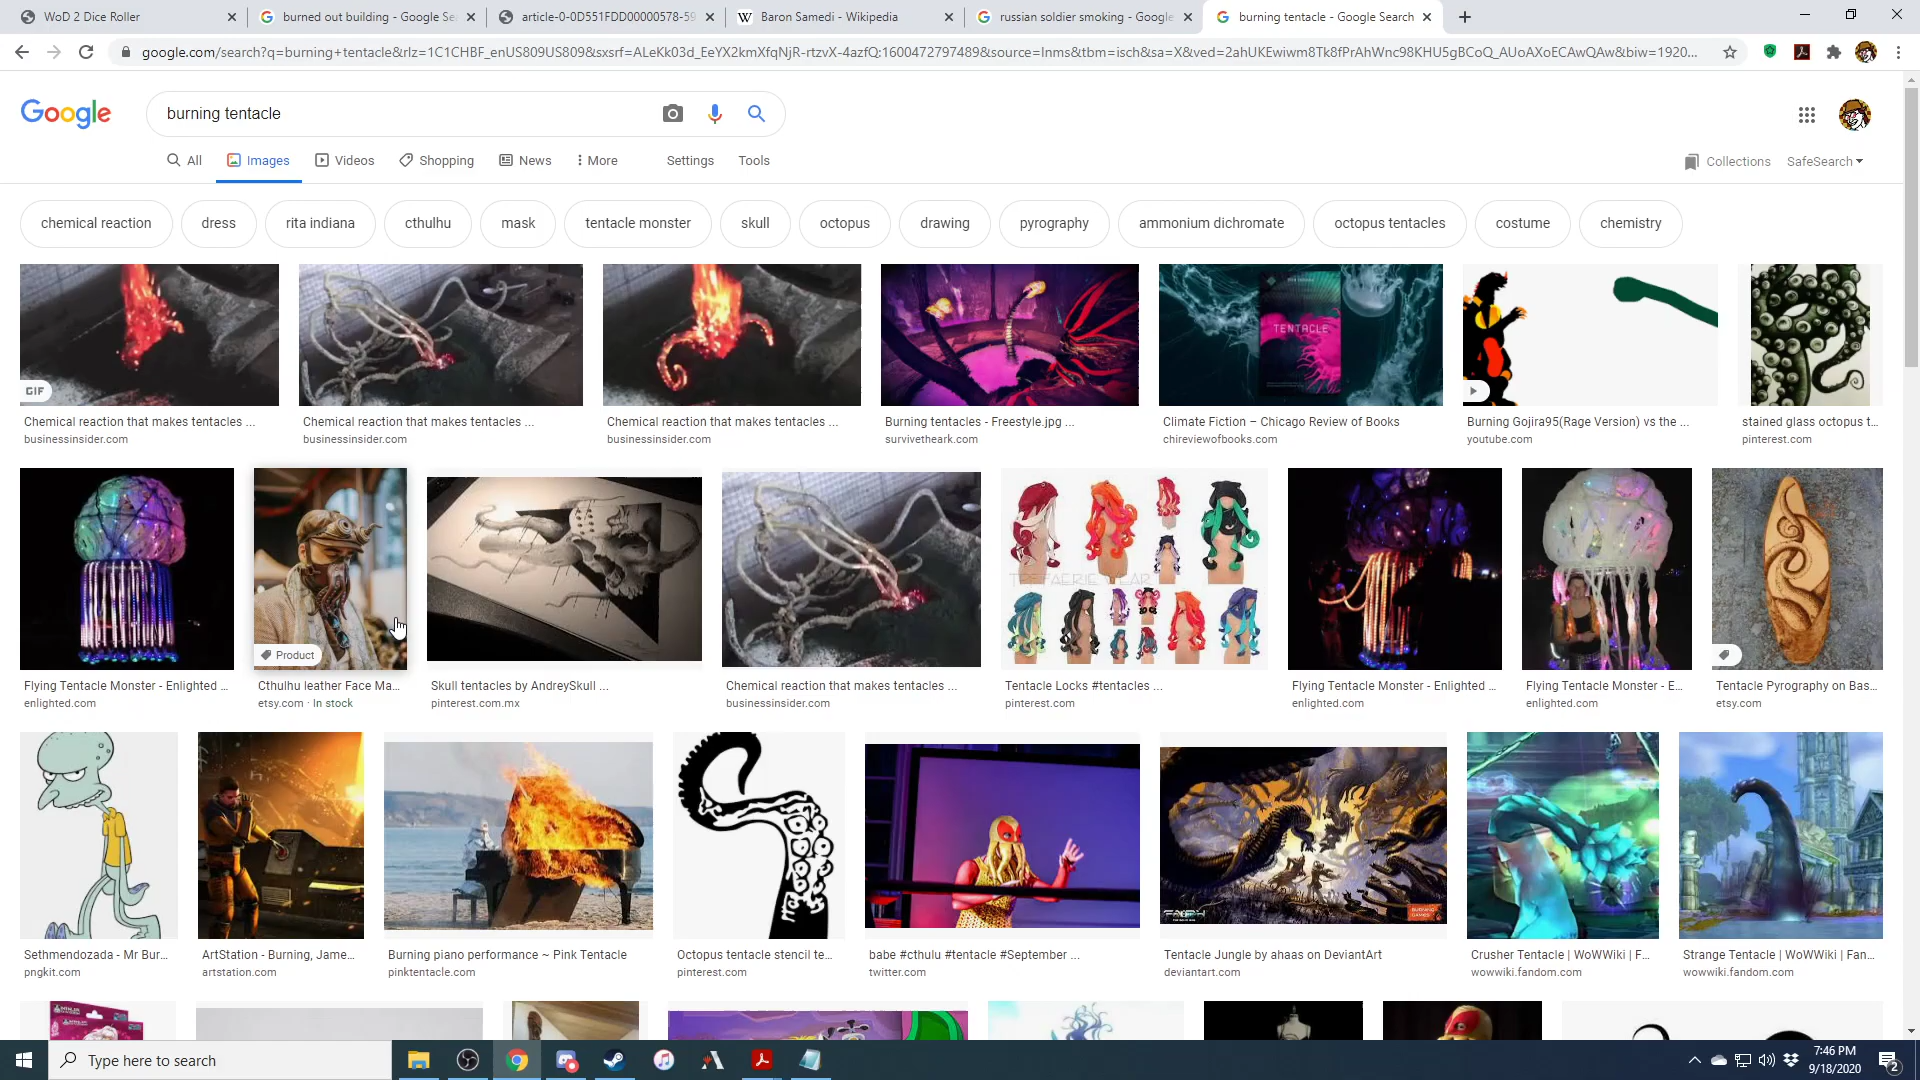 WoD 2 Dice Roller
burned out building - Google Se
article-0-0D551FDD00000578-59
Baron Samedi - Wikipedia
russian soldier smoking - Google
burning tentacle - Google Search
google.com/search?q=burning+tentacle&rlz=1C1CHBF_enUS809US809&sxsrf=ALeKk03d_EeYX2kmXfqNjR-rtzvX-4azfQ:1600472797489&source=lnms&tbm=isch&sa=X&ved=2ahUKEwiwm8Tk8fPrAhWnc98KHU5gBCoQ_AUoAXoECAwQAw&biw=1920...
Google
burning tentacle
All
Images
Videos
Shopping
News
More
Settings
Tools
Collections
SafeSearch
chemical reaction
dress
rita indiana
cthulhu
mask
tentacle monster
skull
octopus
drawing
pyrography
ammonium dichromate
octopus tentacles
costume
chemistry
GIF
TENTACLE
Chemical reaction that makes tentacles ...
businessinsider.com
Chemical reaction that makes tentacles ...
businessinsider.com
Chemical reaction that makes tentacles ...
businessinsider.com
Burning tentacles - Freestyle.jpg ...
survivetheark.com
Climate Fiction – Chicago Review of Books
chireviewofbooks.com
Burning Gojira95(Rage Version) vs the ...
youtube.com
stained glass octopus t...
pinterest.com
Product
Flying Tentacle Monster - Enlighted ...
enlighted.com
Cthulhu leather Face Ma...
etsy.com · In stock
Skull tentacles by AndreySkull ...
pinterest.com.mx
Chemical reaction that makes tentacles ...
businessinsider.com
Tentacle Locks #tentacles ...
pinterest.com
Flying Tentacle Monster - Enlighted ...
enlighted.com
Flying Tentacle Monster - E...
enlighted.com
Tentacle Pyrography on Bas...
etsy.com
Sethmendozada - Mr Bur...
pngkit.com
ArtStation - Burning, Jame...
artstation.com
Burning piano performance ~ Pink Tentacle
pinktentacle.com
Octopus tentacle stencil te...
pinterest.com
babe #cthulu #tentacle #September ...
twitter.com
Tentacle Jungle by ahaas on DeviantArt
deviantart.com
Crusher Tentacle | WoWWiki | F...
wowwiki.fandom.com
Strange Tentacle | WoWWiki | Fan...
wowwiki.fandom.com
Type here to search
7:46 PM
9/18/2020
2